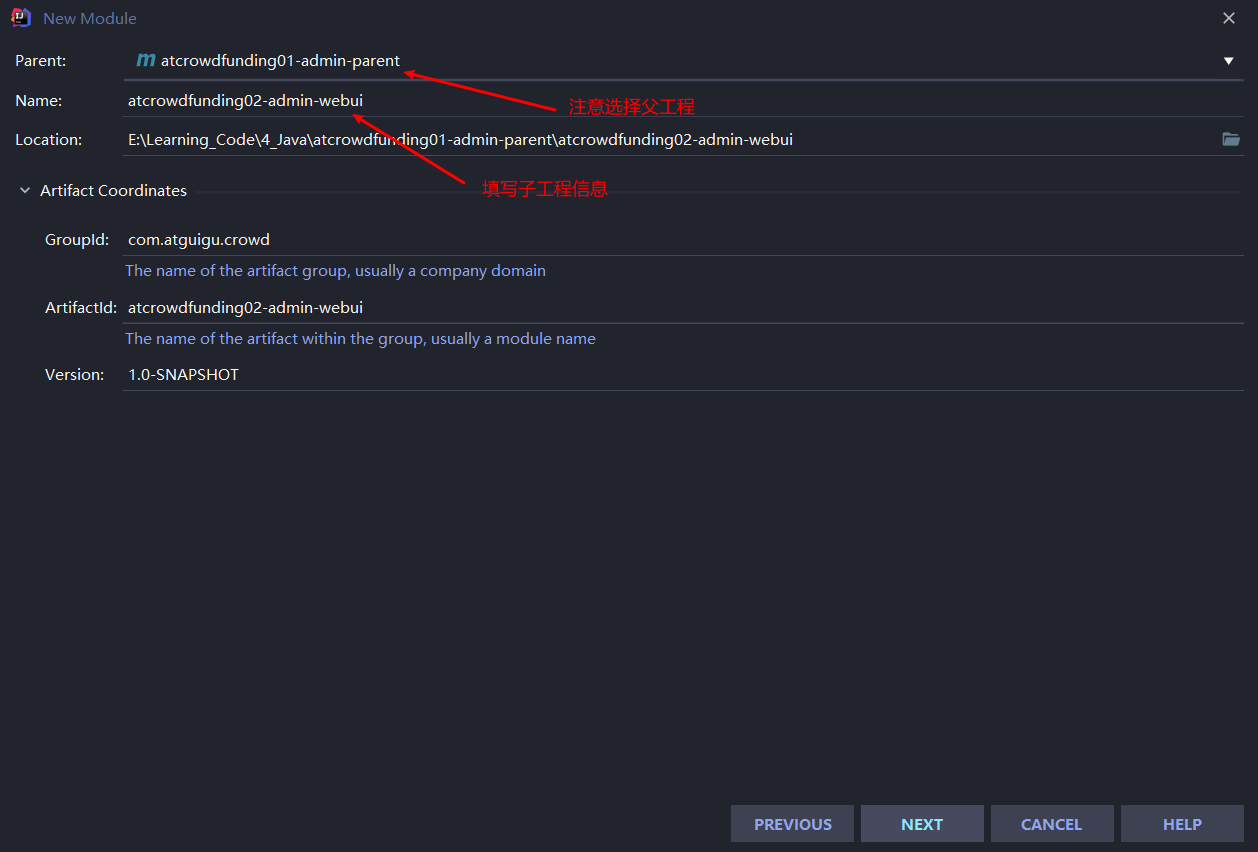 New Module
Parent: m atcrowdfunding01-admin-parent
Name: atcrowdfunding02-admin-webui
注意选择父工程
Location: E:\Learning_Code\4_Java\atcrowdfunding01-admin-parent\atcrowdfunding02-admin-webui
Artifact Coordinates
填写子工程信息
GroupId: com.atguigu.crowd
The name of the artifact group, usually a company domain
ArtifactId: atcrowdfunding02-admin-webui
The name of the artifact within the group, usually a module name
Version: 1.0-SNAPSHOT
PREVIOUS NEXT CANCEL HELP